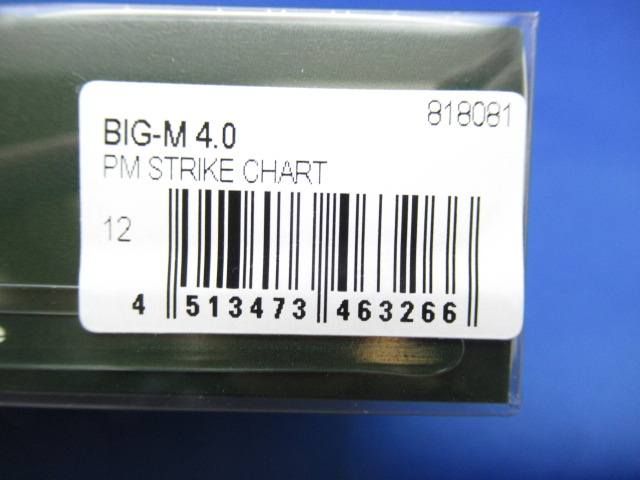 818081
BIG-M 4.0
PM STRIKE CHART
12
4 513473 463266